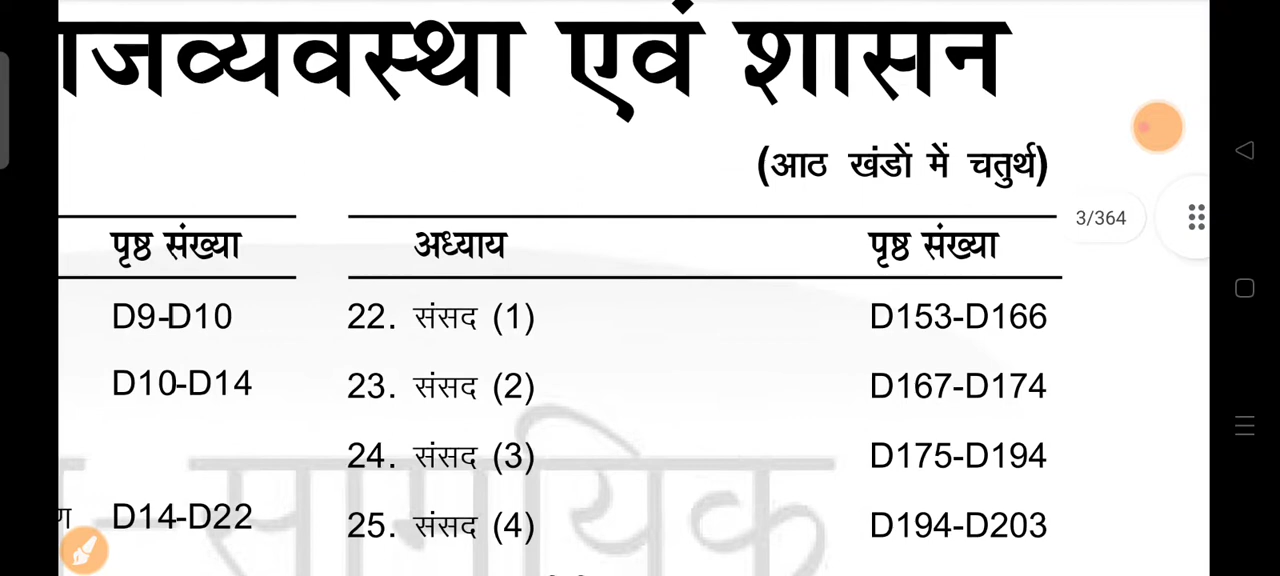 ाजव्यवस्था एवं शासन
(आठ खंडों में चतुर्थ)
3/364
पृष्ठ संख्या अध्याय पृष्ठ संख्या
D9-D10 22. संसद (1) D153-D166
D10-D14 23. संसद (2) D167-D174
24. संसद (3) D175-D194
सामयिक
ण D14-D22 25. संसद (4) D194-D203